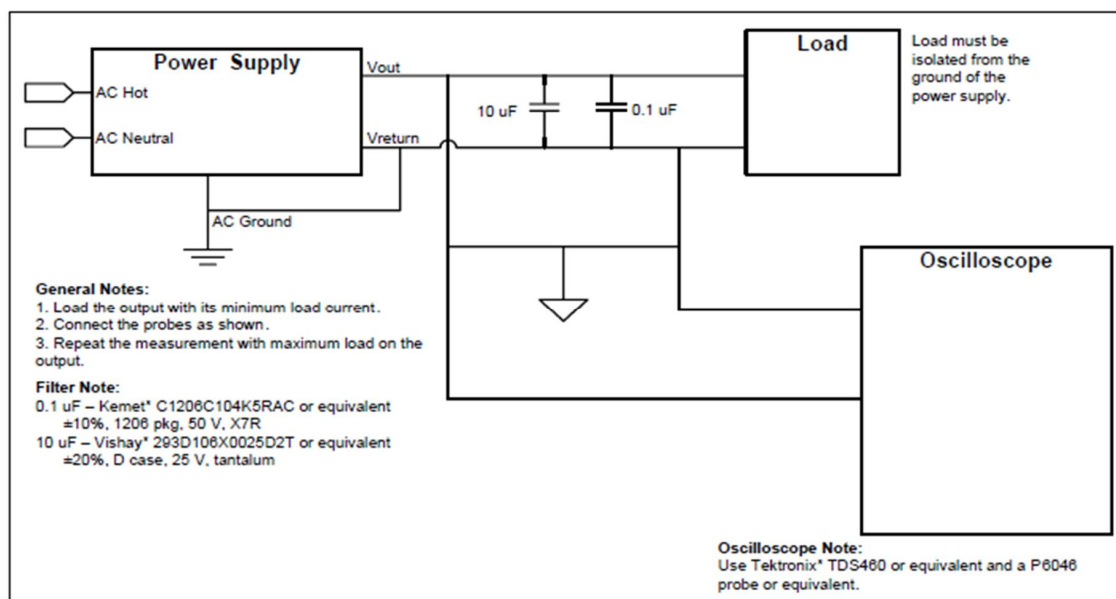 Power Supply
AC Hot
AC Neutral
Vout
Vreturn
AC Ground
10 uF
0.1 uF
Load
Load must be
isolated from the
ground of the
power supply.
Oscilloscope
General Notes:
1. Load the output with its minimum load current.
2. Connect the probes as shown.
3. Repeat the measurement with maximum load on the
output.
Filter Note:
0.1 uF – Kemet* C1206C104K5RAC or equivalent
±10%, 1206 pkg, 50 V, X7R
10 uF – Vishay* 293D106X0025D2T or equivalent
±20%, D case, 25 V, tantalum
Oscilloscope Note:
Use Tektronix* TDS460 or equivalent and a P6046
probe or equivalent.